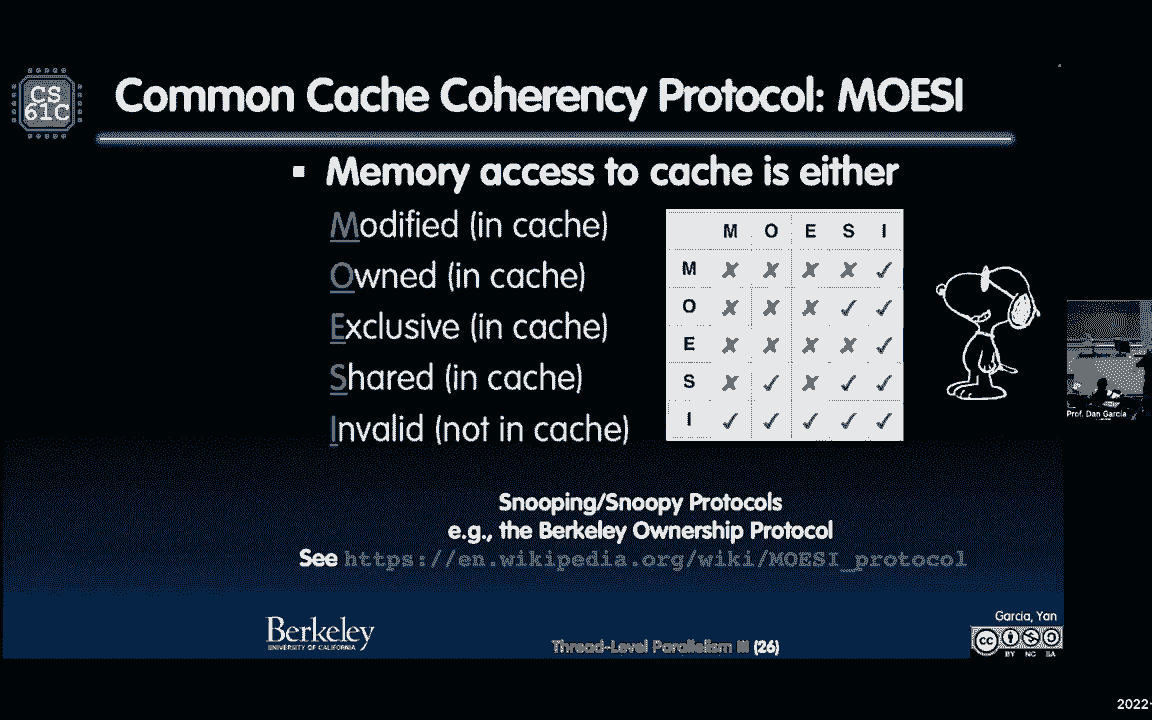 CS
61C
Common Cache Coherency Protocol: MOESI
Memory access to cache is either
Modified (in cache)
Owned (in cache)
Exclusive (in cache)
Shared (in cache)
Invalid (not in cache)
M O E S I
M ✗ ✗ ✗ ✗ ✓
O ✗ ✗ ✗ ✓ ✓
E ✗ ✗ ✗ ✗ ✓
S ✗ ✓ ✗ ✓ ✓
I ✓ ✓ ✓ ✓ ✓
Prof. Dan Garcia
Snooping/Snoopy Protocols
e.g., the Berkeley Ownership Protocol
See https://en.wikipedia.org/wiki/MOESI_protocol
Berkeley
UNIVERSITY OF CALIFORNIA
Thread-Level Parallelism III (26)
Garcia, Yan
cc
BY NC SA
2022-